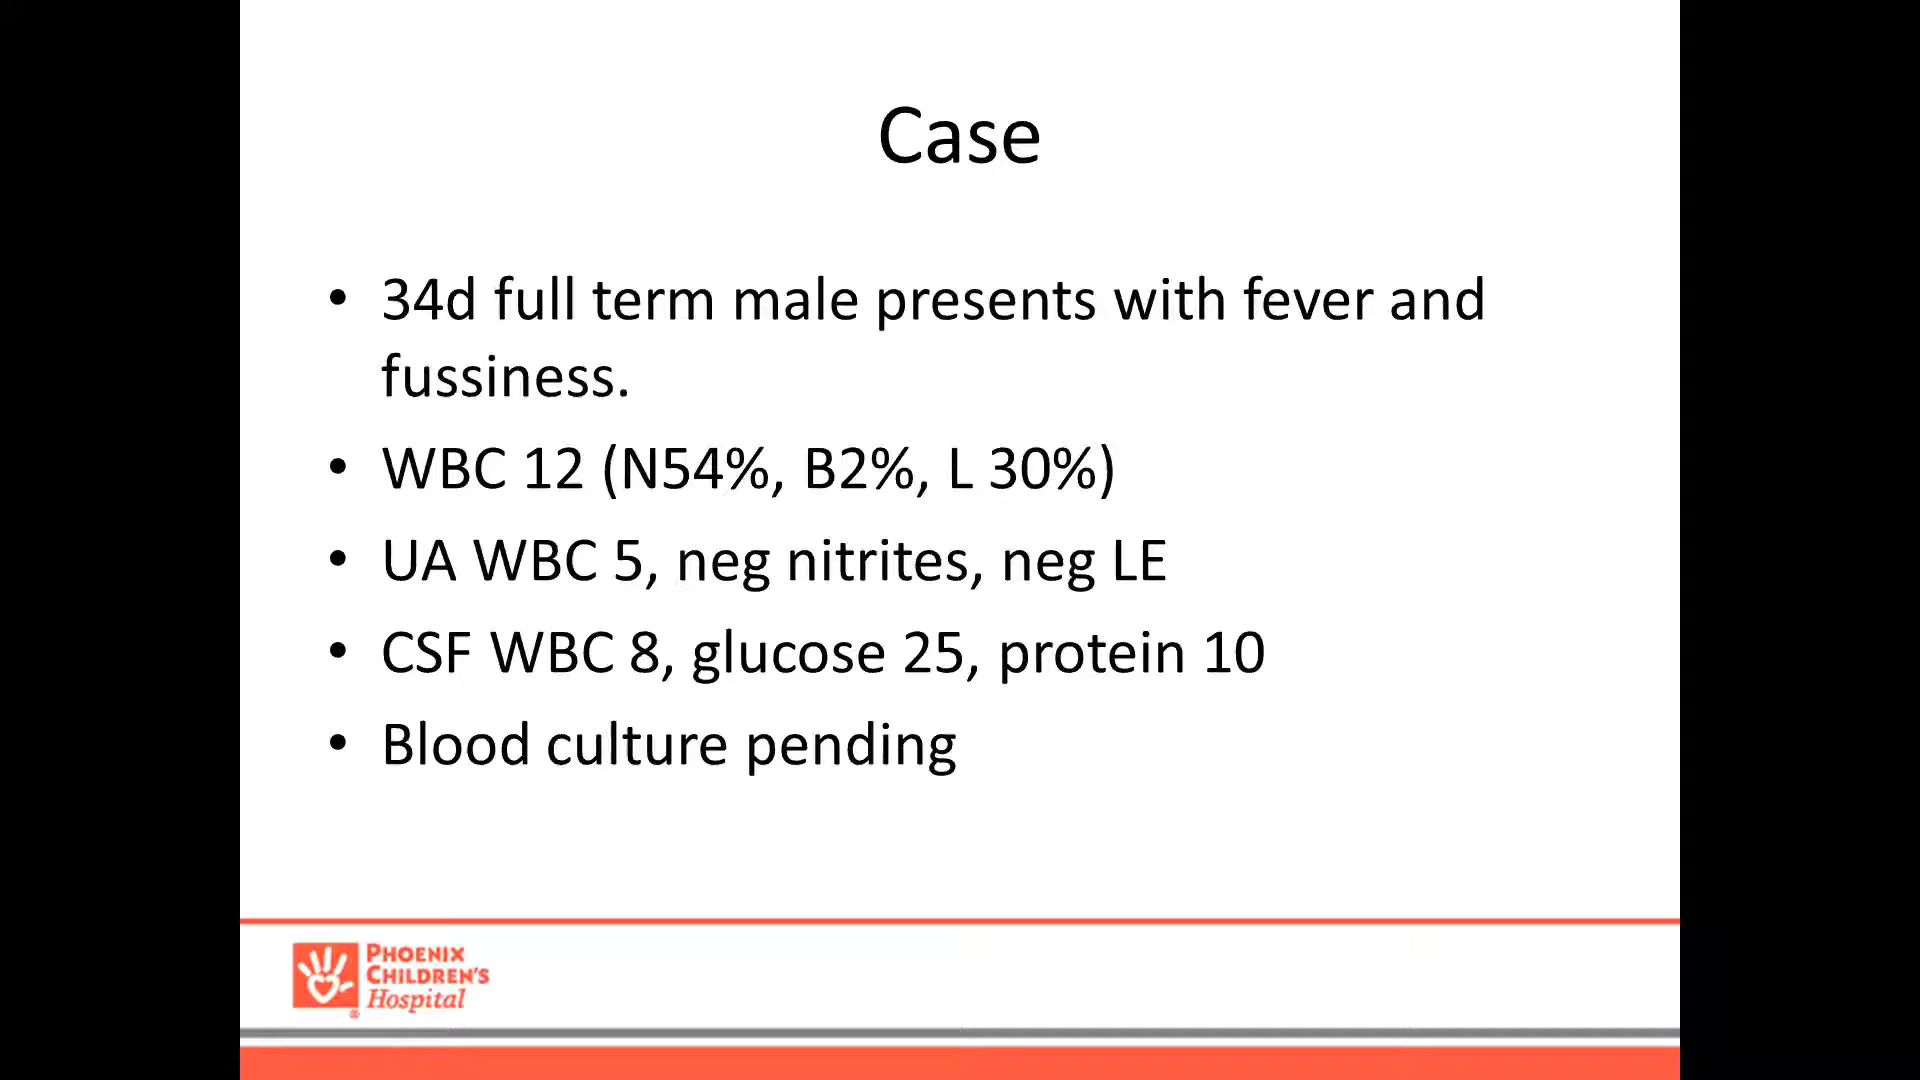 Case
• 34d full term male presents with fever and
fussiness.
• WBC 12 (N54%, B2%, L 30%)
• UA WBC 5, neg nitrites, neg LE
• CSF WBC 8, glucose 25, protein 10
• Blood culture pending
PHOENIX
CHILDREN'S
Hospital
®